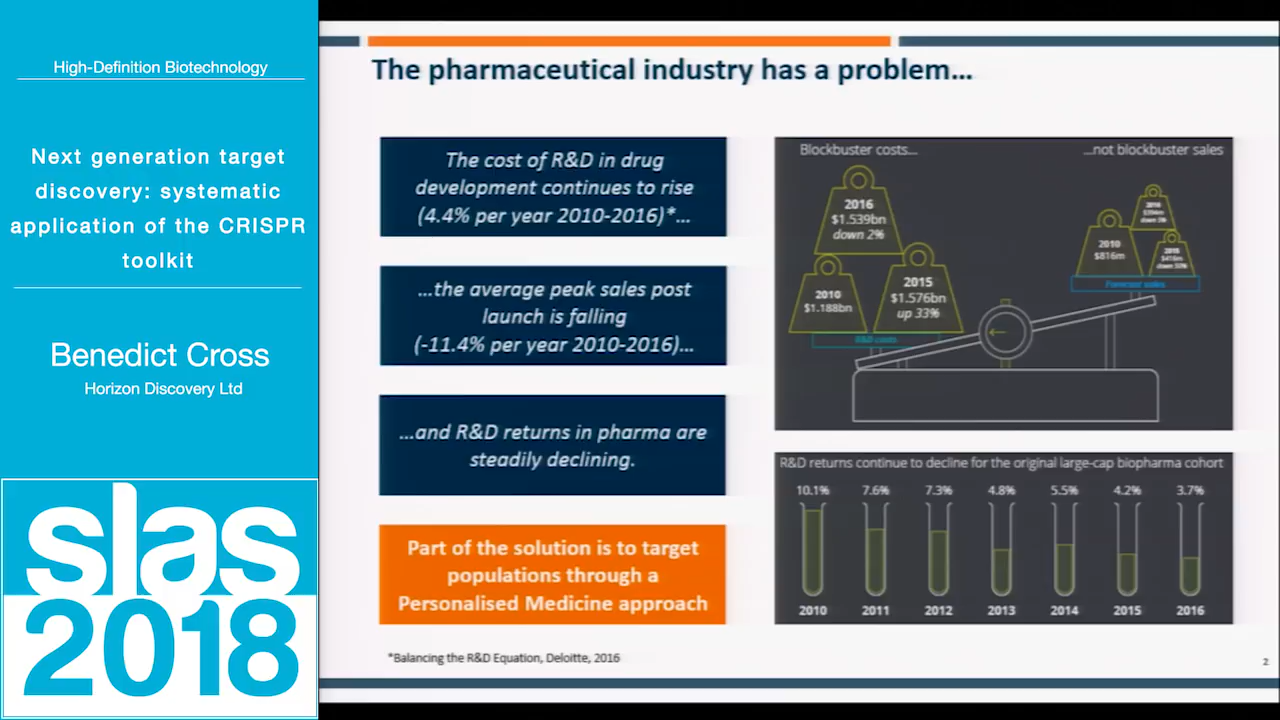 High-Definition Biotechnology
Next generation target
discovery: systematic
application of the CRISPR
toolkit
Benedict Cross
Horizon Discovery Ltd
slas
2018
The pharmaceutical industry has a problem...
The cost of R&D in drug
development continues to rise
(4.4% per year 2010-2016)*...
...the average peak sales post
launch is falling
(-11.4% per year 2010-2016)...
...and R&D returns in pharma are
steadily declining.
Part of the solution is to target
populations through a
Personalised Medicine approach
*Balancing the R&D Equation, Deloitte, 2016
Blockbuster costs...
...not blockbuster sales
2016
$1.539bn
down 2%
2010
$1.188bn
2015
$1.576bn
up 33%
R&D costs
2010
$816m
2016
2015
Forecast sales
R&D returns continue to decline for the original large-cap biopharma cohort
10.1% 7.6% 7.3% 4.8% 5.5% 4.2% 3.7%
2010 2011 2012 2013 2014 2015 2016
2